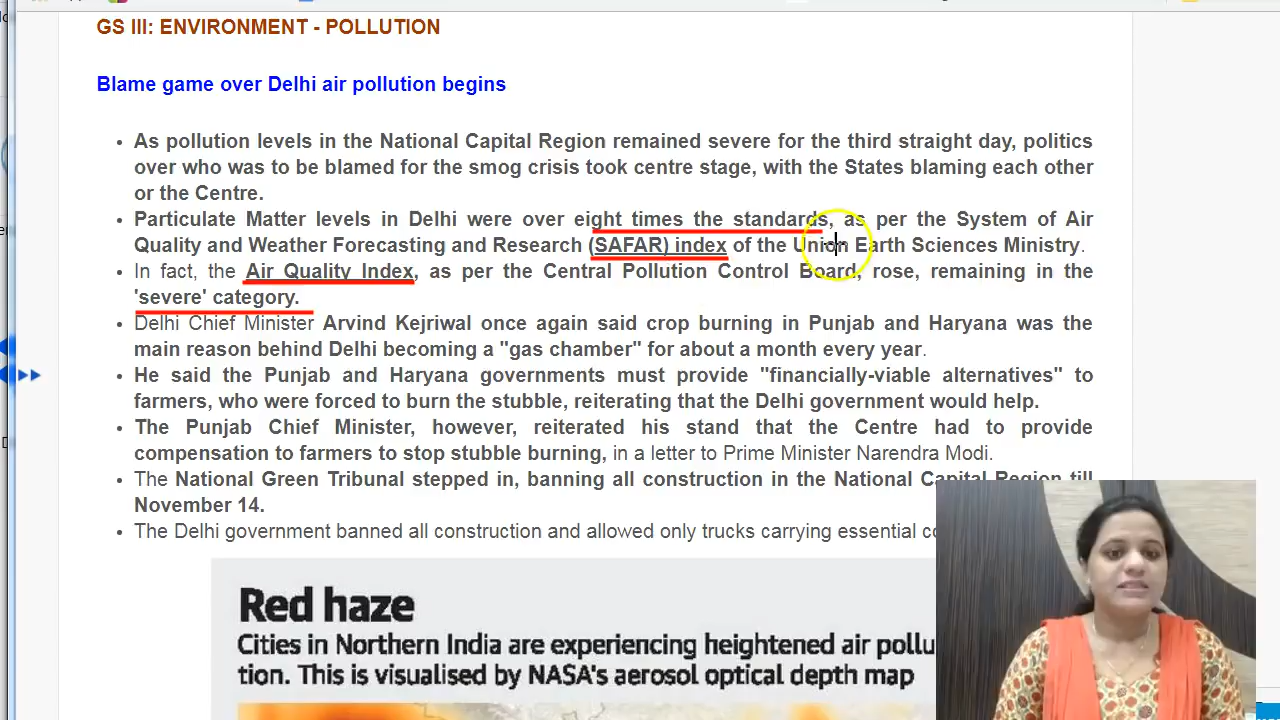 GS III: ENVIRONMENT - POLLUTION
Blame game over Delhi air pollution begins
• As pollution levels in the National Capital Region remained severe for the third straight day, politics
over who was to be blamed for the smog crisis took centre stage, with the States blaming each other
or the Centre.
• Particulate Matter levels in Delhi were over eight times the standards, as per the System of Air
Quality and Weather Forecasting and Research (SAFAR) index of the Union Earth Sciences Ministry.
• In fact, the Air Quality Index, as per the Central Pollution Control Board, rose, remaining in the
'severe' category.
• Delhi Chief Minister Arvind Kejriwal once again said crop burning in Punjab and Haryana was the
main reason behind Delhi becoming a "gas chamber" for about a month every year.
• He said the Punjab and Haryana governments must provide "financially-viable alternatives" to
farmers, who were forced to burn the stubble, reiterating that the Delhi government would help.
• The Punjab Chief Minister, however, reiterated his stand that the Centre had to provide
compensation to farmers to stop stubble burning, in a letter to Prime Minister Narendra Modi.
• The National Green Tribunal stepped in, banning all construction in the National Capital Region till
November 14.
• The Delhi government banned all construction and allowed only trucks carrying essential
Red haze
Cities in Northern India are experiencing heightened air pollu
tion. This is visualised by NASA's aerosol optical depth map